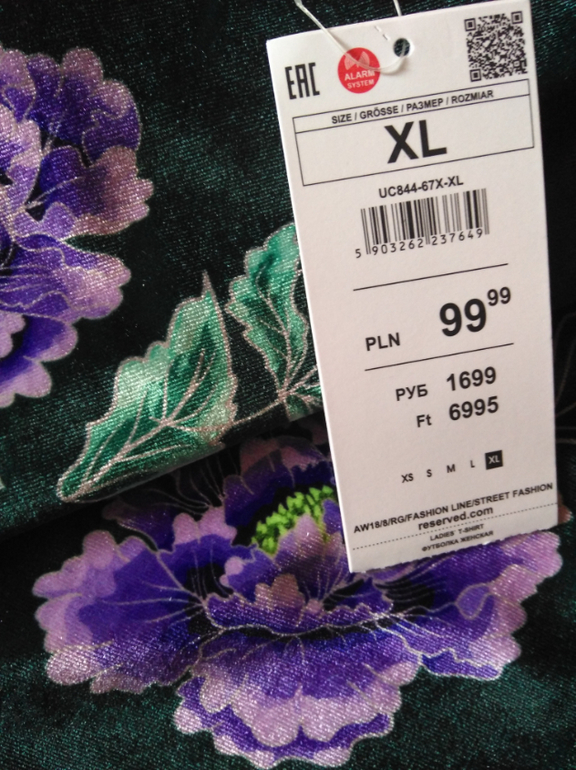 EAC
ALARM
SYSTEM
SIZE / GRÖSSE / РАЗМЕР / ROZMIAR
XL
UC844-67X-XL
5 903262 237649
PLN 99 99
РУБ 1699
Ft 6995
XS S M L XL
AW18/8/RG/FASHION LINE/STREET FASHION
reserved.com
LADIES T-SHIRT
ФУТБОЛКА ЖЕНСКАЯ